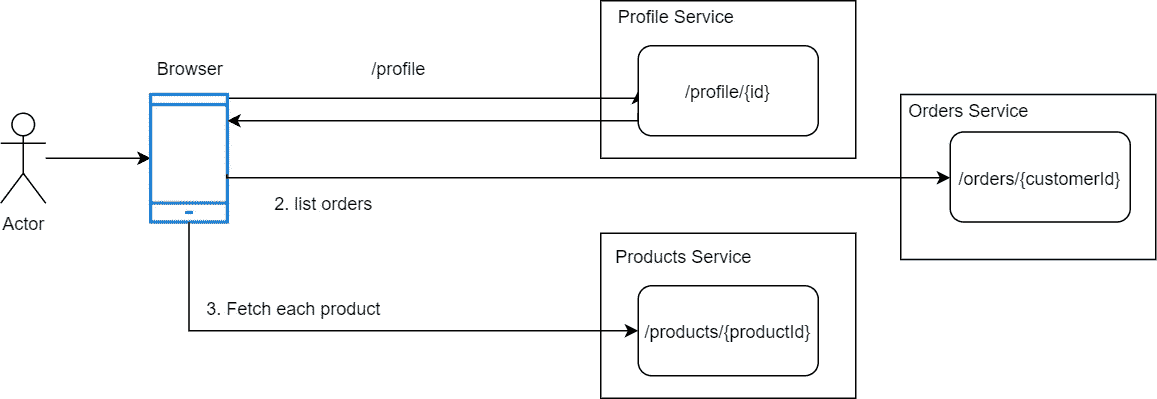 Profile Service
Browser
/profile
/profile/{id}
Orders Service
/orders/{customerId}
2. list orders
Actor
Products Service
3. Fetch each product
/products/{productId}